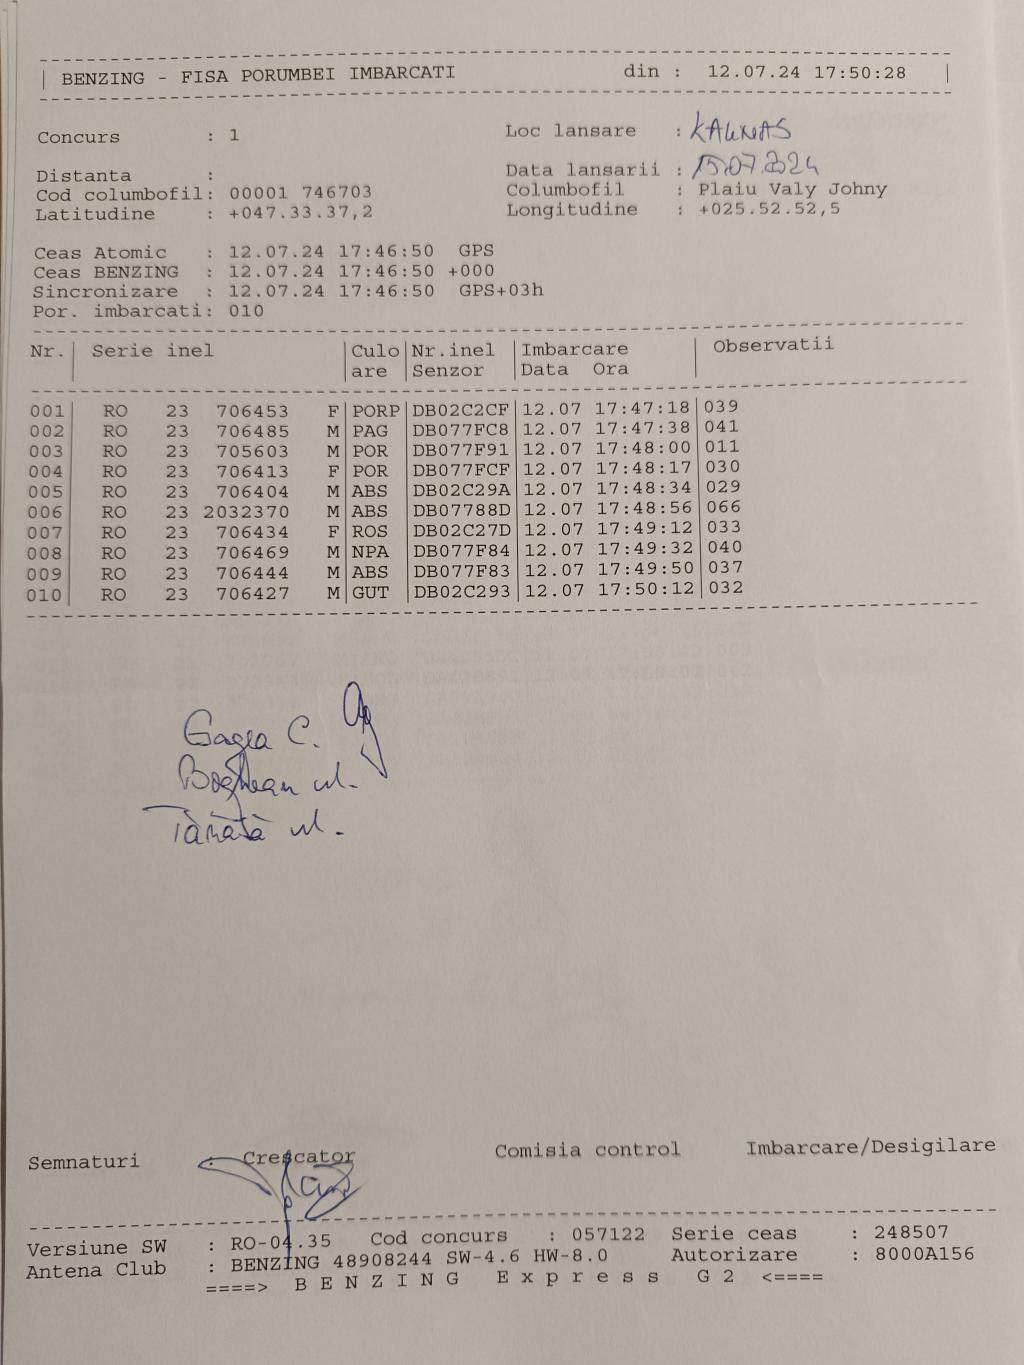 BENZING - FISA PORUMBEI IMBARCATI din : 12.07.24 17:50:28
Concurs : 1 Loc lansare : KAUNAS
Distanta : Data lansarii : 15.07.2024
Cod columbofil: 00001 746703 Columbofil : Plaiu Valy Johny
Latitudine : +047.33.37,2 Longitudine : +025.52.52,5
Ceas Atomic : 12.07.24 17:46:50 GPS
Ceas BENZING : 12.07.24 17:46:50 +000
Sincronizare : 12.07.24 17:46:50 GPS+03h
Por. imbarcati: 010
Nr. Serie inel Culo Nr.inel Imbarcare Observatii
are Senzor Data Ora
001 RO 23 706453 F PORP DB02C2CF 12.07 17:47:18 039
002 RO 23 706485 M PAG DB077FC8 12.07 17:47:38 041
003 RO 23 705603 M POR DB077F91 12.07 17:48:00 011
004 RO 23 706413 F POR DB077FCF 12.07 17:48:17 030
005 RO 23 706404 M ABS DB02C29A 12.07 17:48:34 029
006 RO 23 2032370 M ABS DB07788D 12.07 17:48:56 066
007 RO 23 706434 F ROS DB02C27D 12.07 17:49:12 033
008 RO 23 706469 M NPA DB077F84 12.07 17:49:32 040
009 RO 23 706444 M ABS DB077F83 12.07 17:49:50 037
010 RO 23 706427 M GUT DB02C293 12.07 17:50:12 032
Gagea C.
Boghean M.
Tănasă M.
Semnaturi : Crescator Comisia control Imbarcare/Desigilare
Versiune SW : RO-04.35 Cod concurs : 057122 Serie ceas : 248507
Antena Club : BENZING 48908244 SW-4.6 HW-8.0 Autorizare : 8000A156
====> B E N Z I N G E x p r e s s G 2 <====